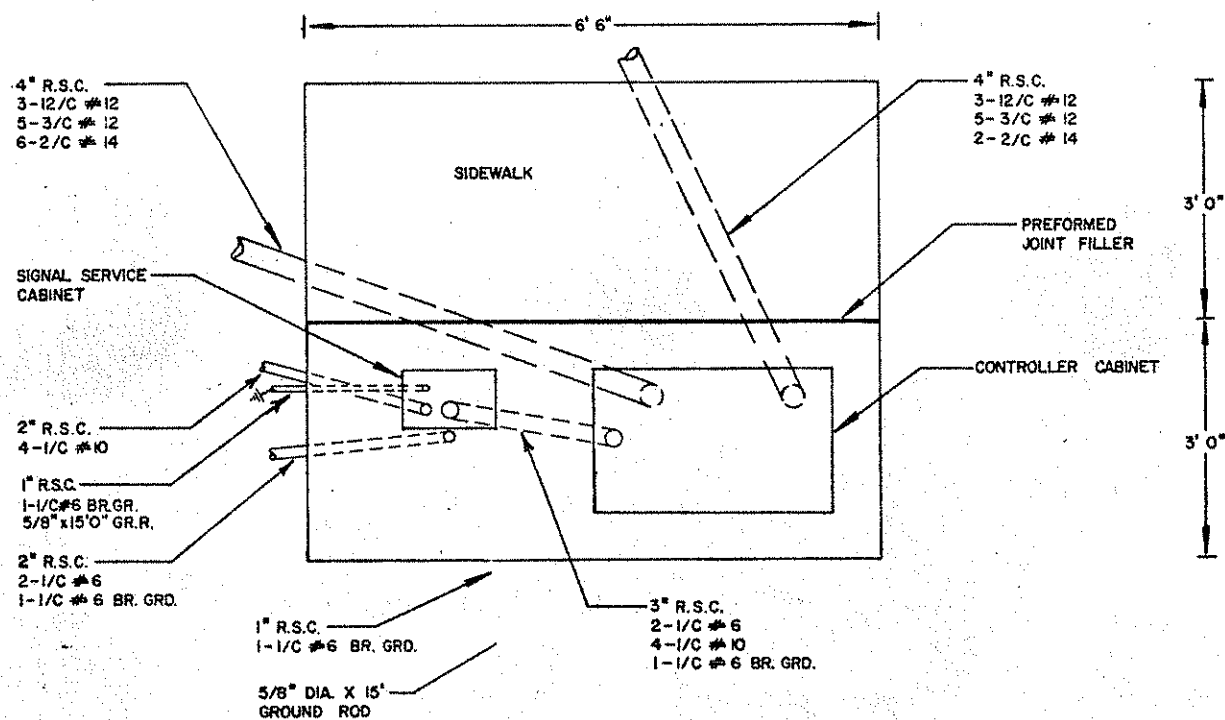 6' 6"
4" R.S.C.
3-12/C #12
5-3/C #12
6-2/C #14
4" R.S.C.
3-12/C #12
5-3/C #12
2-2/C #14
SIDEWALK
3' 0"
PREFORMED
JOINT FILLER
SIGNAL SERVICE
CABINET
CONTROLLER CABINET
3' 0"
2" R.S.C.
4-1/C #10
1" R.S.C.
1-1/C#6 BR.GR.
5/8"x15'0" GR.R.
2" R.S.C.
2-1/C #6
1-1/C #6 BR. GRD.
1" R.S.C.
1-1/C #6 BR. GRD.
3" R.S.C.
2-1/C #6
4-1/C #10
1-1/C #6 BR. GRD.
5/8" DIA. X 15'
GROUND ROD